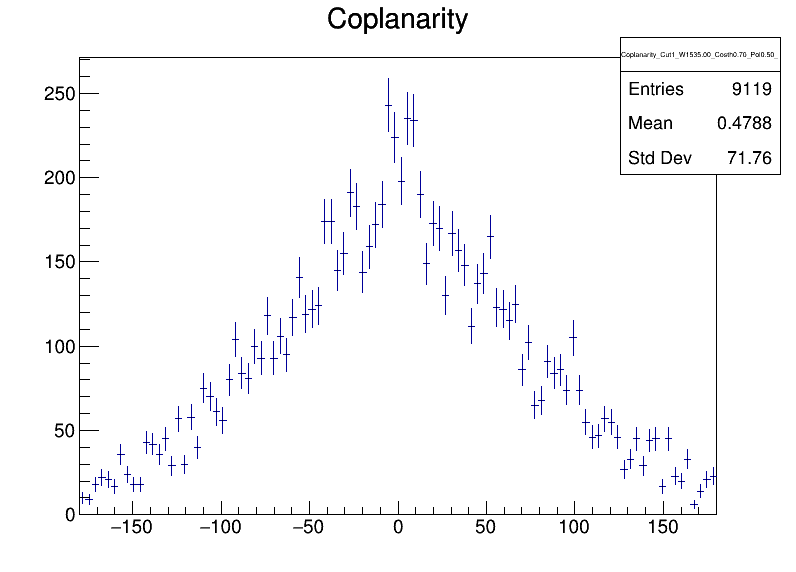 Coplanarity
Coplanarity_Cut1_W1535.00_Costh0.70_Pol0.50_
Entries 9119
Mean 0.4788
Std Dev 71.76
250
200
150
100
50
0
−150 −100 −50 0 50 100 150